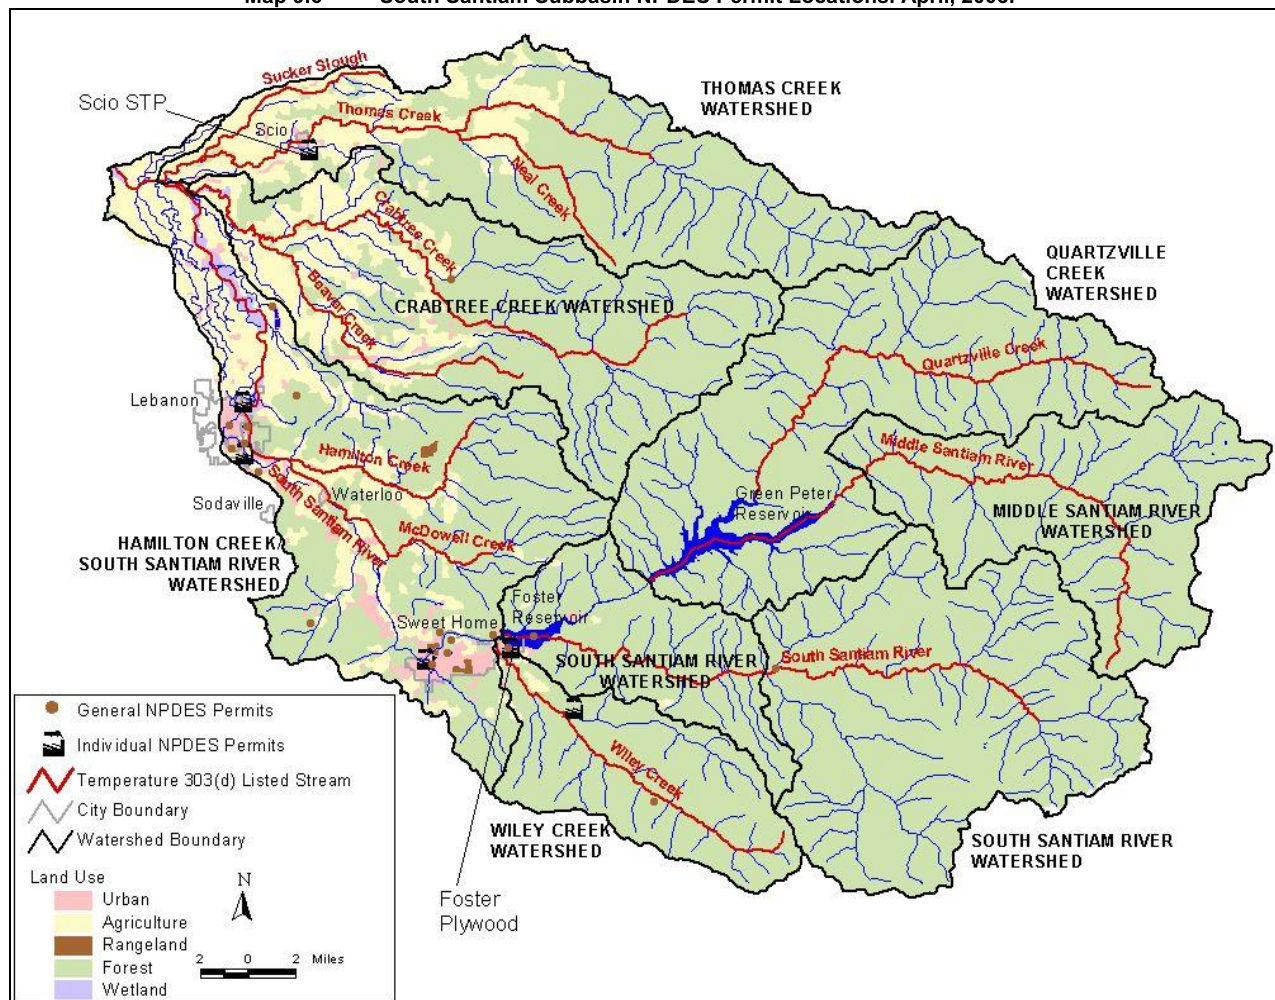 South Santiam Subbasin NPDES Permit Locations. April, 2003.
Sucker Slough
THOMAS CREEK
WATERSHED
Scio STP
Thomas Creek
Scio
Neal Creek
Crabtree Creek
QUARTZVILLE
CREEK
WATERSHED
Beaver Creek
CRABTREE CREEK WATERSHED
Quartzville Creek
Lebanon
Middle Santiam River
Hamilton Creek
Waterloo
Green Peter
Reservoir
Sodaville
South Santiam River
MIDDLE SANTIAM RIVER
WATERSHED
McDowell Creek
HAMILTON CREEK/
SOUTH SANTIAM RIVER
WATERSHED
Foster
Reservoir
Sweet Home
SOUTH SANTIAM RIVER
WATERSHED
South Santiam River
Wiley Creek
WILEY CREEK
WATERSHED
SOUTH SANTIAM RIVER
WATERSHED
Foster
Plywood
General NPDES Permits
Individual NPDES Permits
Temperature 303(d) Listed Stream
City Boundary
Watershed Boundary
Land Use
Urban
Agriculture
Rangeland
Forest
Wetland
N
2 0 2 Miles